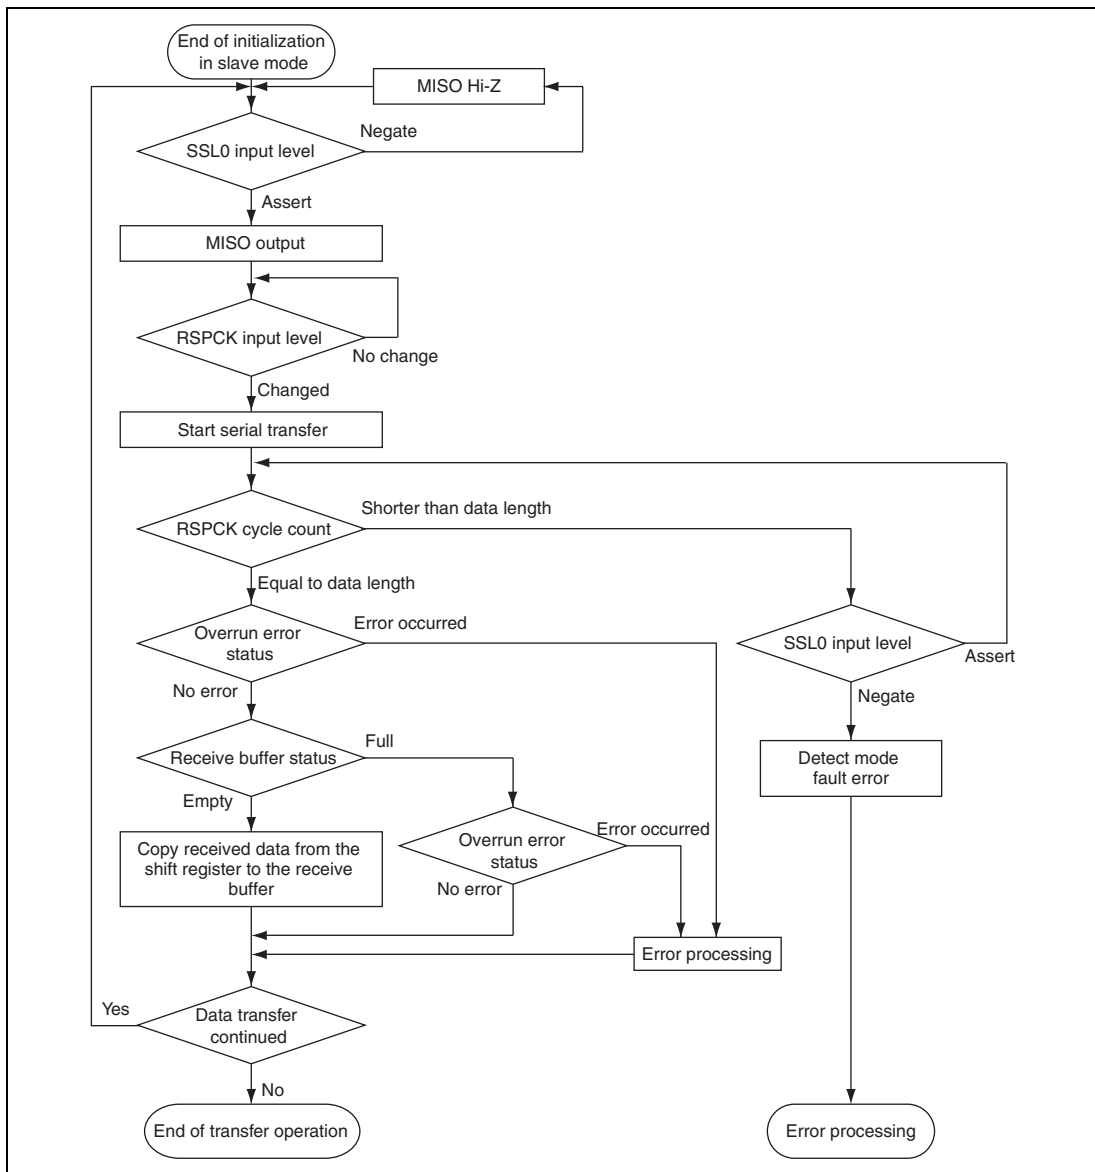 End of initialization
in slave mode
MISO Hi-Z
Negate
SSL0 input level
Assert
MISO output
RSPCK input level
No change
Changed
Start serial transfer
Shorter than data length
RSPCK cycle count
Equal to data length
Overrun error
status
Error occurred
SSL0 input level
Assert
No error
Negate
Receive buffer status
Full
Detect mode
fault error
Empty
Copy received data from the
shift register to the receive
buffer
Overrun error
status
Error occurred
No error
Error processing
Yes
Data transfer
continued
No
End of transfer operation
Error processing